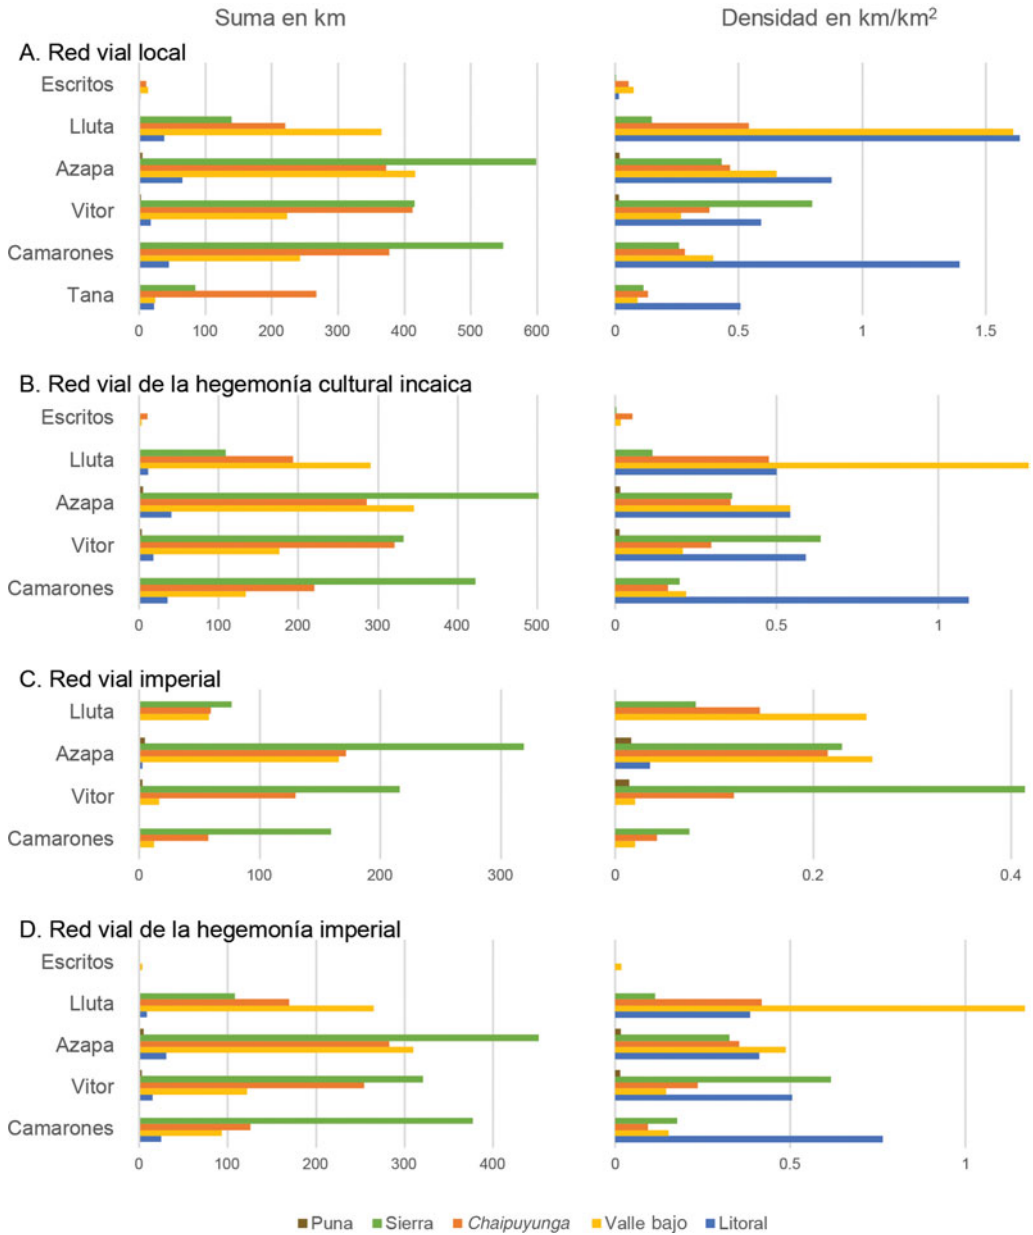 Suma en km
Densidad en km/km²
A. Red vial local
Escritos
Lluta
Azapa
Vitor
Camarones
Tana
0 100 200 300 400 500 600
0 0.5 1 1.5
B. Red vial de la hegemonía cultural incaica
Escritos
Lluta
Azapa
Vitor
Camarones
0 100 200 300 400 500
0 0.5 1
C. Red vial imperial
Lluta
Azapa
Vitor
Camarones
0 100 200 300
0 0.2 0.4
D. Red vial de la hegemonía imperial
Escritos
Lluta
Azapa
Vitor
Camarones
0 100 200 300 400
0 0.5 1
Puna Sierra Chaipuyunga Valle bajo Litoral